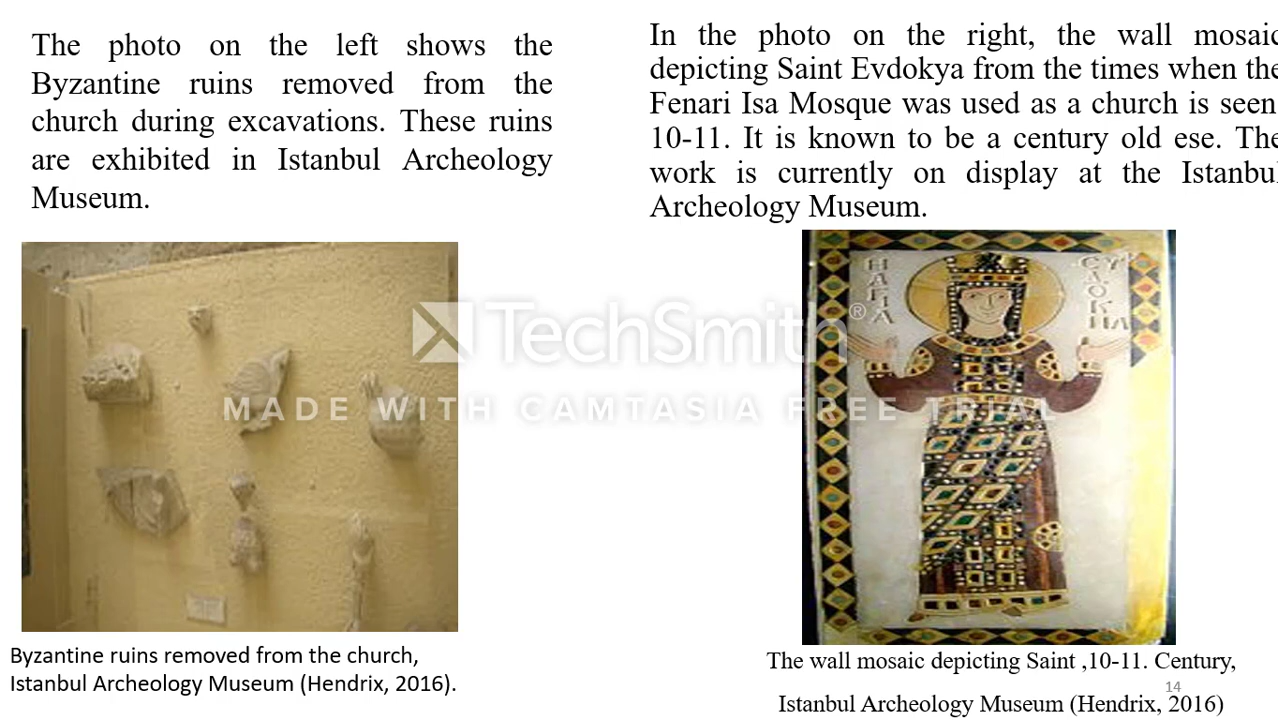 The photo on the left shows the
Byzantine ruins removed from the
church during excavations. These ruins
are exhibited in Istanbul Archeology
Museum.
In the photo on the right, the wall mosaic
depicting Saint Evdokya from the times when the
Fenari Isa Mosque was used as a church is seen
10-11. It is known to be a century old ese. The
work is currently on display at the Istanbul
Archeology Museum.
TechSmith®
MADE WITH CAMTASIA FREE TRIAL
Byzantine ruins removed from the church,
Istanbul Archeology Museum (Hendrix, 2016).
The wall mosaic depicting Saint ,10-11. Century,
14
Istanbul Archeology Museum (Hendrix, 2016)